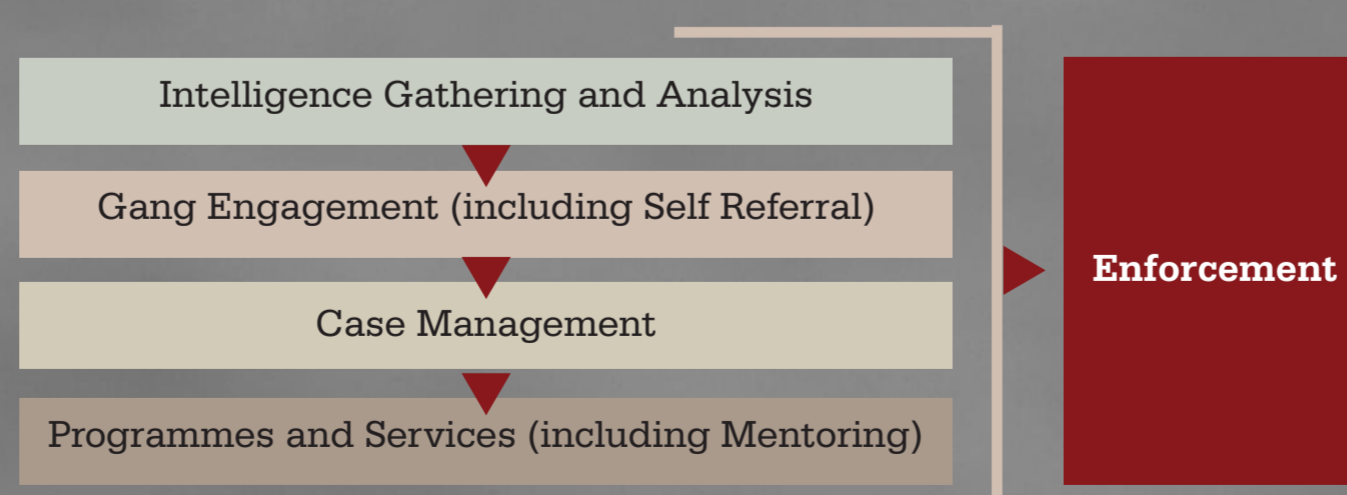 Intelligence Gathering and Analysis
Gang Engagement (including Self Referral)
Case Management
Programmes and Services (including Mentoring)
Enforcement